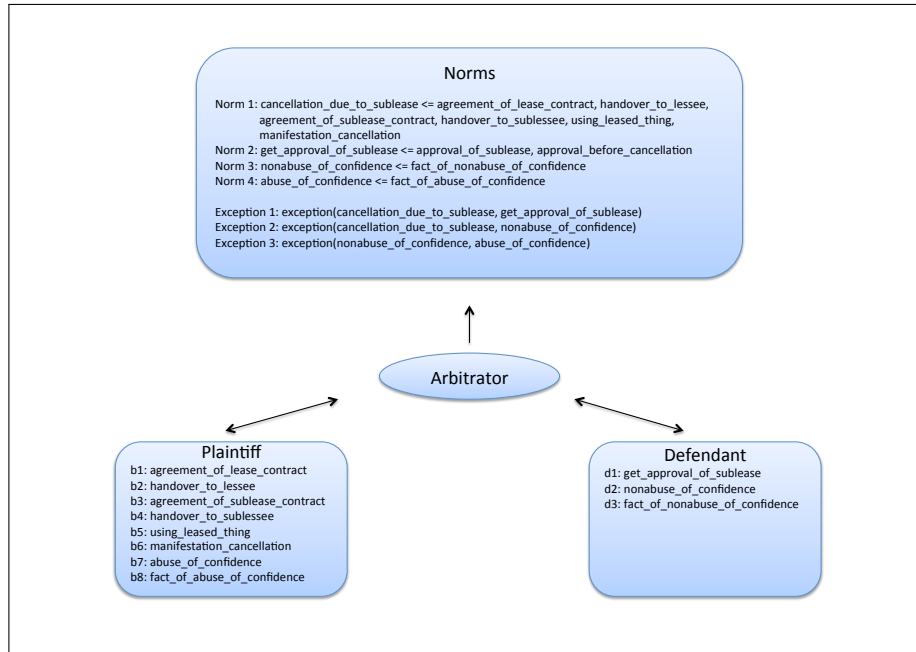 Norms
Norm 1: cancellation_due_to_sublease <= agreement_of_lease_contract, handover_to_lessee,
agreement_of_sublease_contract, handover_to_sublessee, using_leased_thing,
manifestation_cancellation
Norm 2: get_approval_of_sublease <= approval_of_sublease, approval_before_cancellation
Norm 3: nonabuse_of_confidence <= fact_of_nonabuse_of_confidence
Norm 4: abuse_of_confidence <= fact_of_abuse_of_confidence
Exception 1: exception(cancellation_due_to_sublease, get_approval_of_sublease)
Exception 2: exception(cancellation_due_to_sublease, nonabuse_of_confidence)
Exception 3: exception(nonabuse_of_confidence, abuse_of_confidence)
Arbitrator
Plaintiff
b1: agreement_of_lease_contract
b2: handover_to_lessee
b3: agreement_of_sublease_contract
b4: handover_to_sublessee
b5: using_leased_thing
b6: manifestation_cancellation
b7: abuse_of_confidence
b8: fact_of_abuse_of_confidence
Defendant
d1: get_approval_of_sublease
d2: nonabuse_of_confidence
d3: fact_of_nonabuse_of_confidence